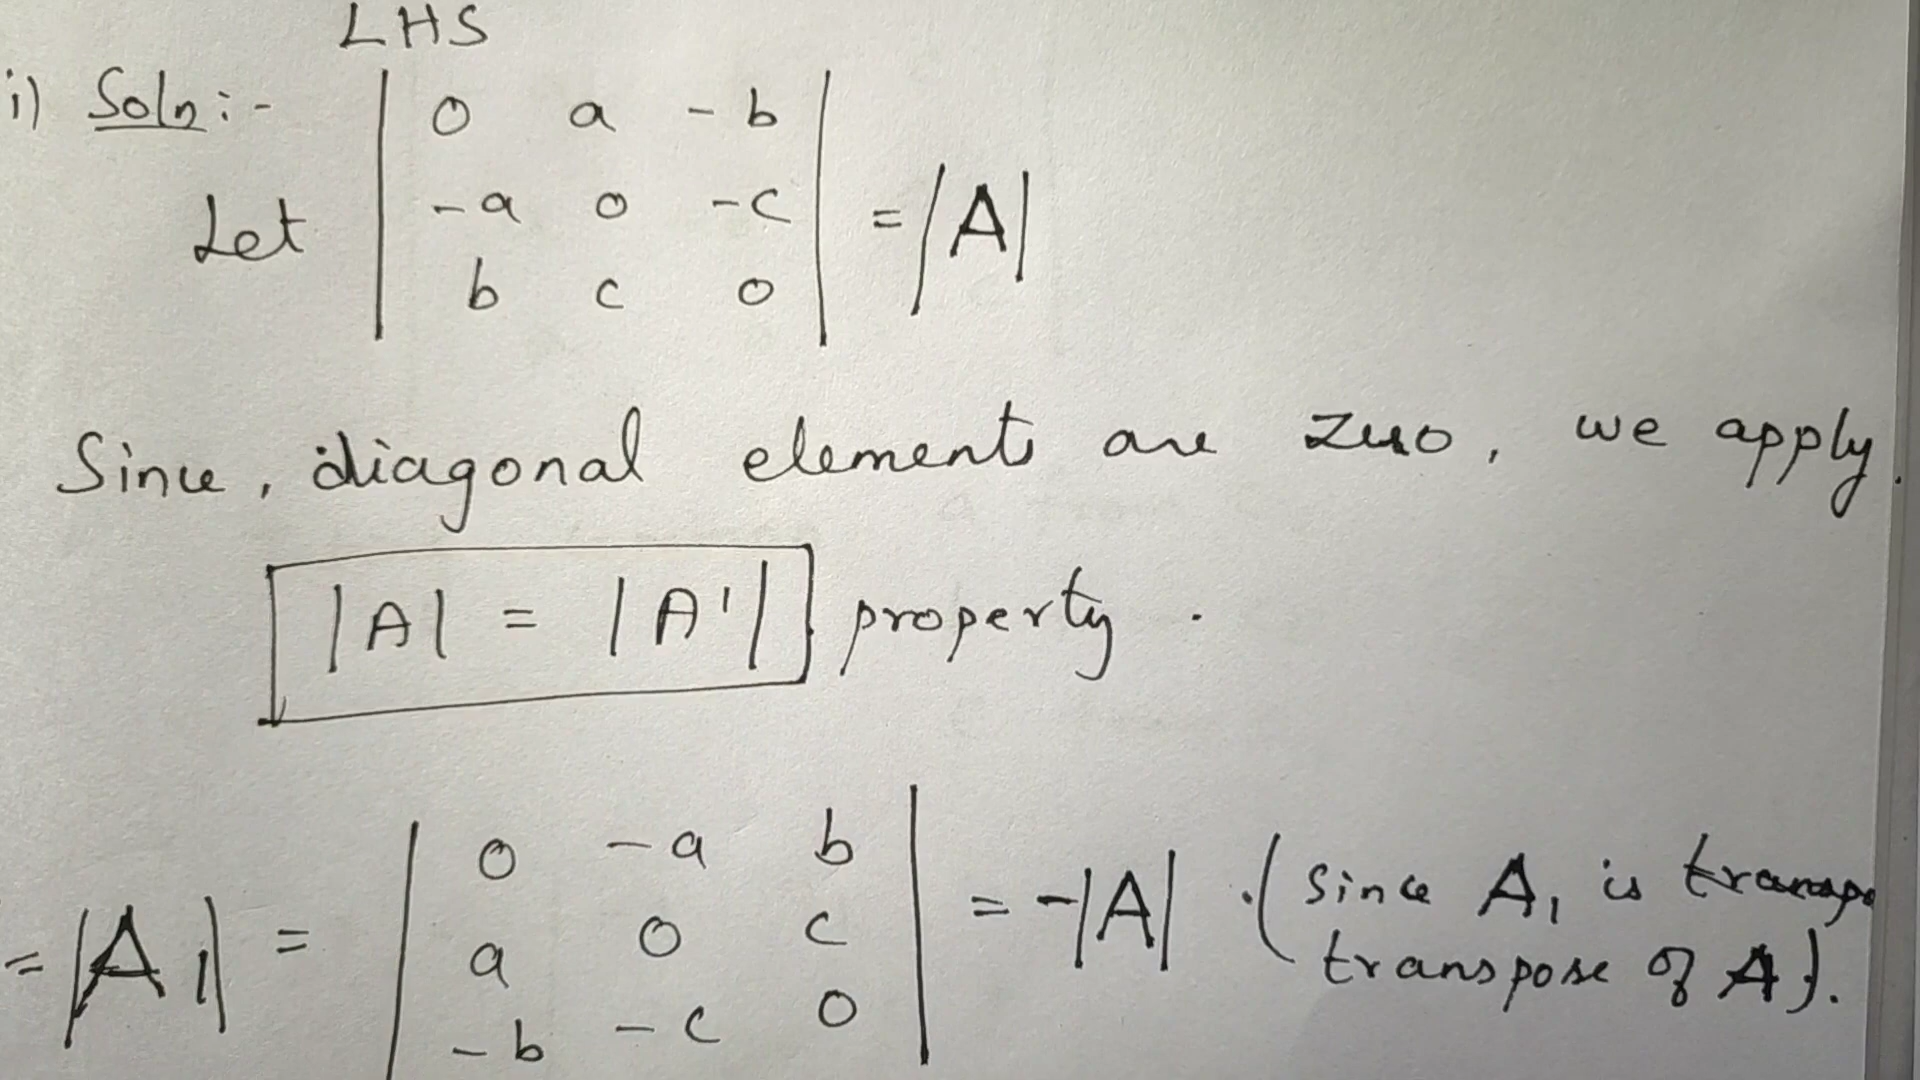 LHS
i) Soln:-
0 a -b
Let -a 0 -c = |A|
b c 0
Since, diagonal elements are zero, we apply.
|A| = |A'| property.
0 -a b
= |A₁| = a 0 c = -|A| . (since A₁ is transpo
-b -c 0 transpose of A).